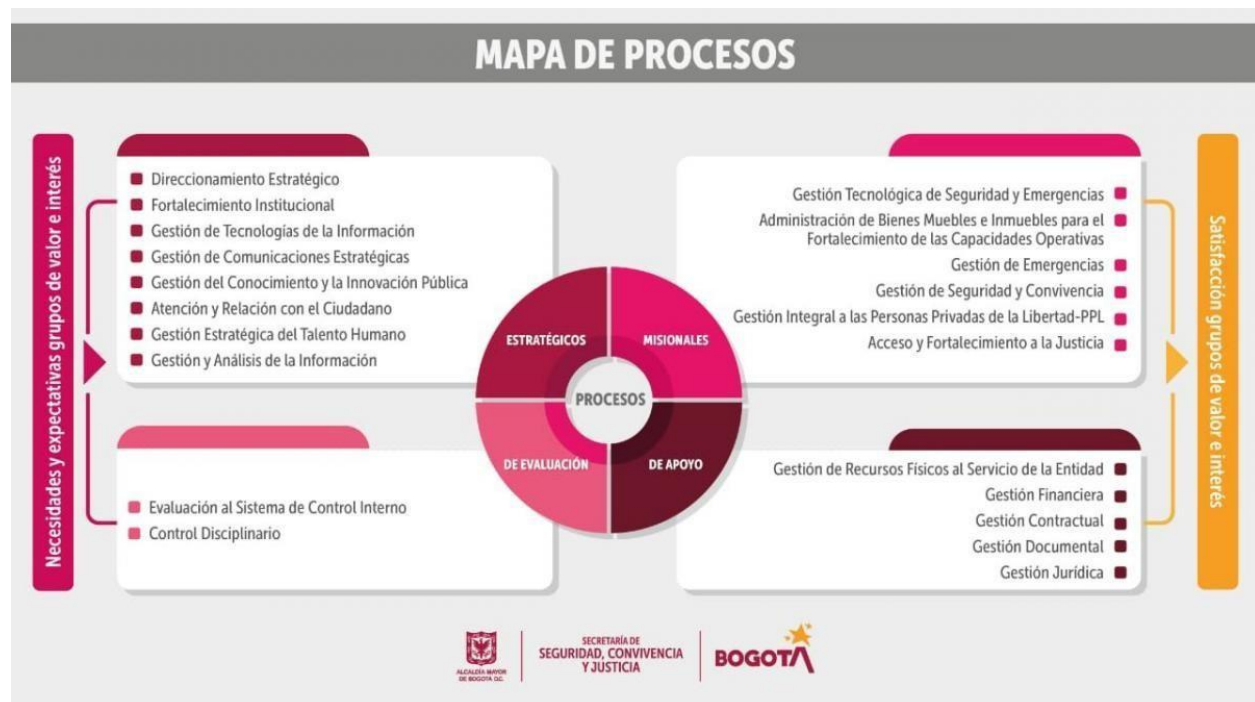 MAPA DE PROCESOS
Necesidades y expectativas grupos de valor e interés
Direccionamiento Estratégico
Fortalecimiento Institucional
Gestión de Tecnologías de la Información
Gestión de Comunicaciones Estratégicas
Gestión del Conocimiento y la Innovación Pública
Atención y Relación con el Ciudadano
Gestión Estratégica del Talento Humano
Gestión y Análisis de la Información
Evaluación al Sistema de Control Interno
Control Disciplinario
ESTRATÉGICOS
MISIONALES
PROCESOS
DE EVALUACIÓN
DE APOYO
Gestión Tecnológica de Seguridad y Emergencias
Administración de Bienes Muebles e Inmuebles para el
Fortalecimiento de las Capacidades Operativas
Gestión de Emergencias
Gestión de Seguridad y Convivencia
Gestión Integral a las Personas Privadas de la Libertad-PPL
Acceso y Fortalecimiento a la Justicia
Gestión de Recursos Físicos al Servicio de la Entidad
Gestión Financiera
Gestión Contractual
Gestión Documental
Gestión Jurídica
Satisfacción grupos de valor e interés
ALCALDÍA MAYOR
DE BOGOTÁ D.C.
SECRETARÍA DE
SEGURIDAD, CONVIVENCIA
Y JUSTICIA
BOGOTÁ